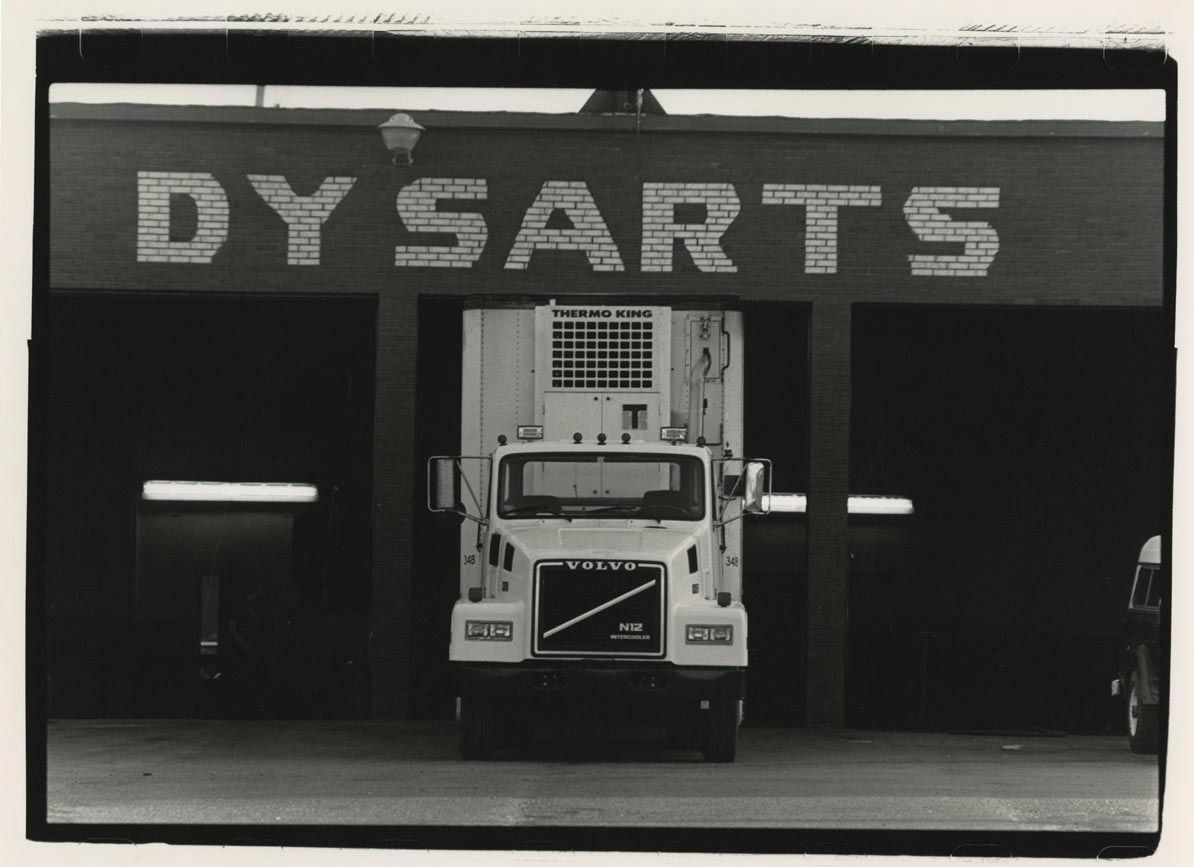 DYSARTS
THERMO KING
T
348
348
VOLVO
N12
INTERCOOLER